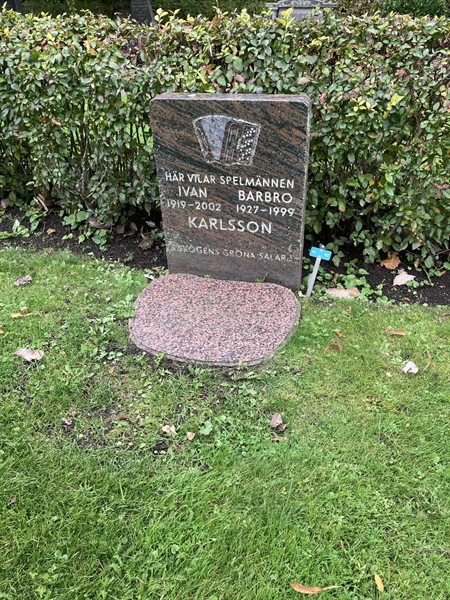 HÄR VILAR SPELMÄNNEN
IVAN BARBRO
1919-2002 1927-1999
KARLSSON
SKOGENS GRÖNA SALAR